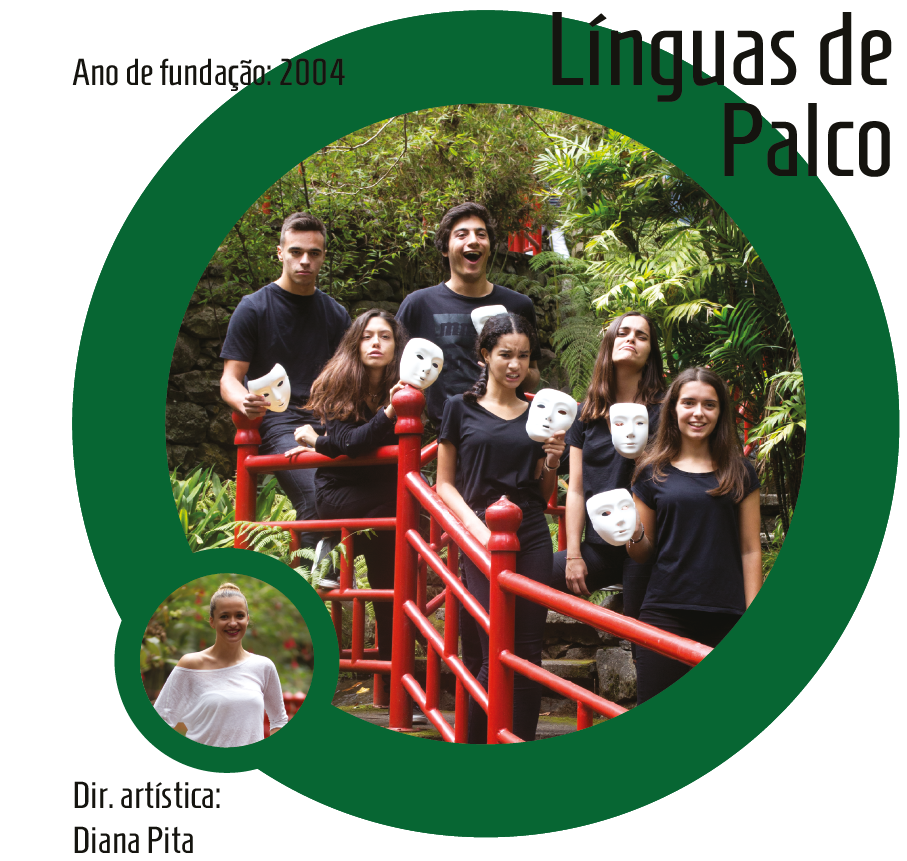 Línguas de
Palco
Ano de fundação: 2004
Dir. artística:
Diana Pita